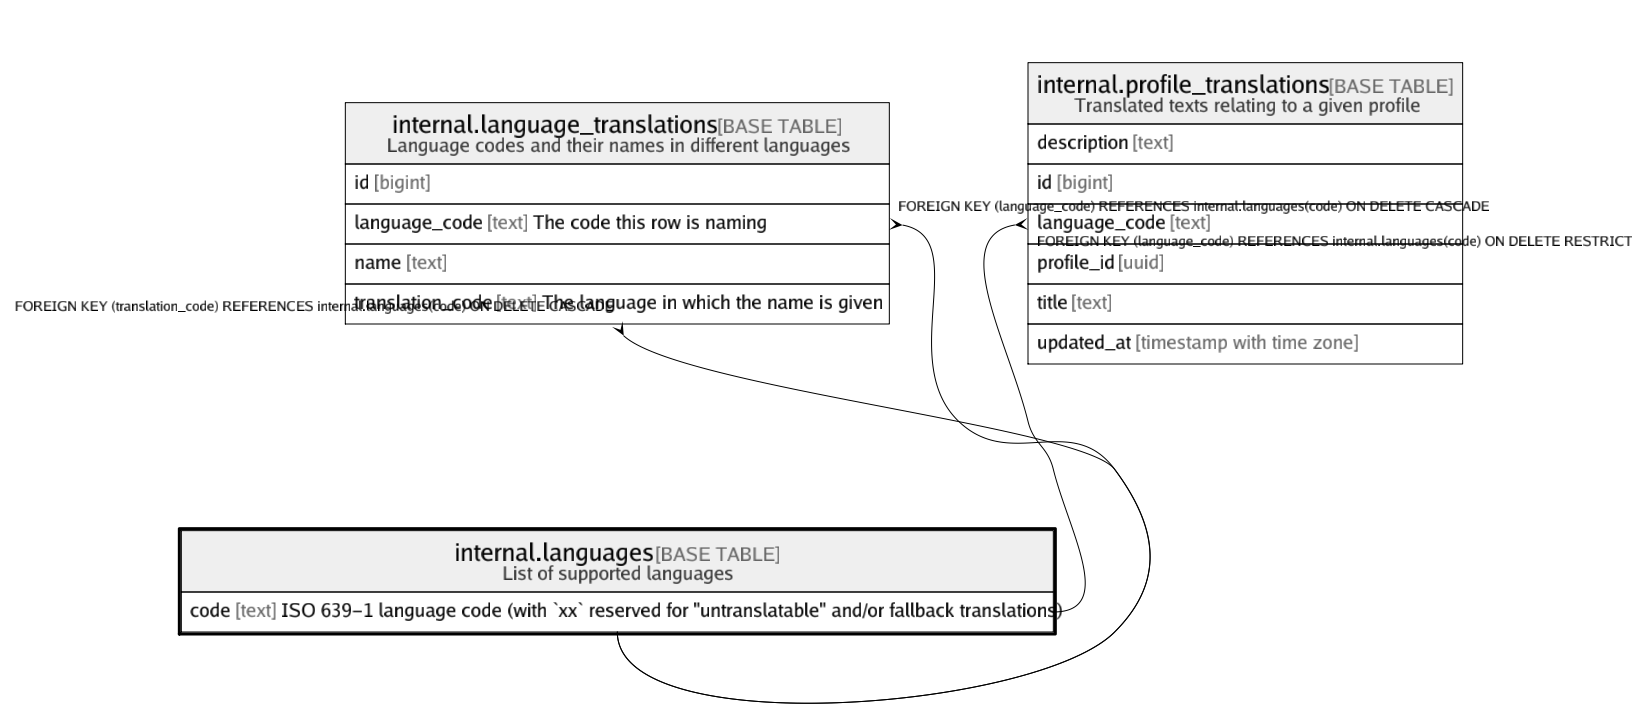 internal.language_translations[BASE TABLE]
Language codes and their names in different languages
id [bigint]
language_code [text] The code this row is naming
name [text]
translation_code [text] The language in which the name is given
FOREIGN KEY (translation_code) REFERENCES internal.languages(code) ON DELETE CASCADE
internal.profile_translations[BASE TABLE]
Translated texts relating to a given profile
description [text]
id [bigint]
FOREIGN KEY (language_code) REFERENCES internal.languages(code) ON DELETE CASCADE
language_code [text]
FOREIGN KEY (language_code) REFERENCES internal.languages(code) ON DELETE RESTRICT
profile_id [uuid]
title [text]
updated_at [timestamp with time zone]
internal.languages[BASE TABLE]
List of supported languages
code [text] ISO 639-1 language code (with `xx` reserved for "untranslatable" and/or fallback translations)